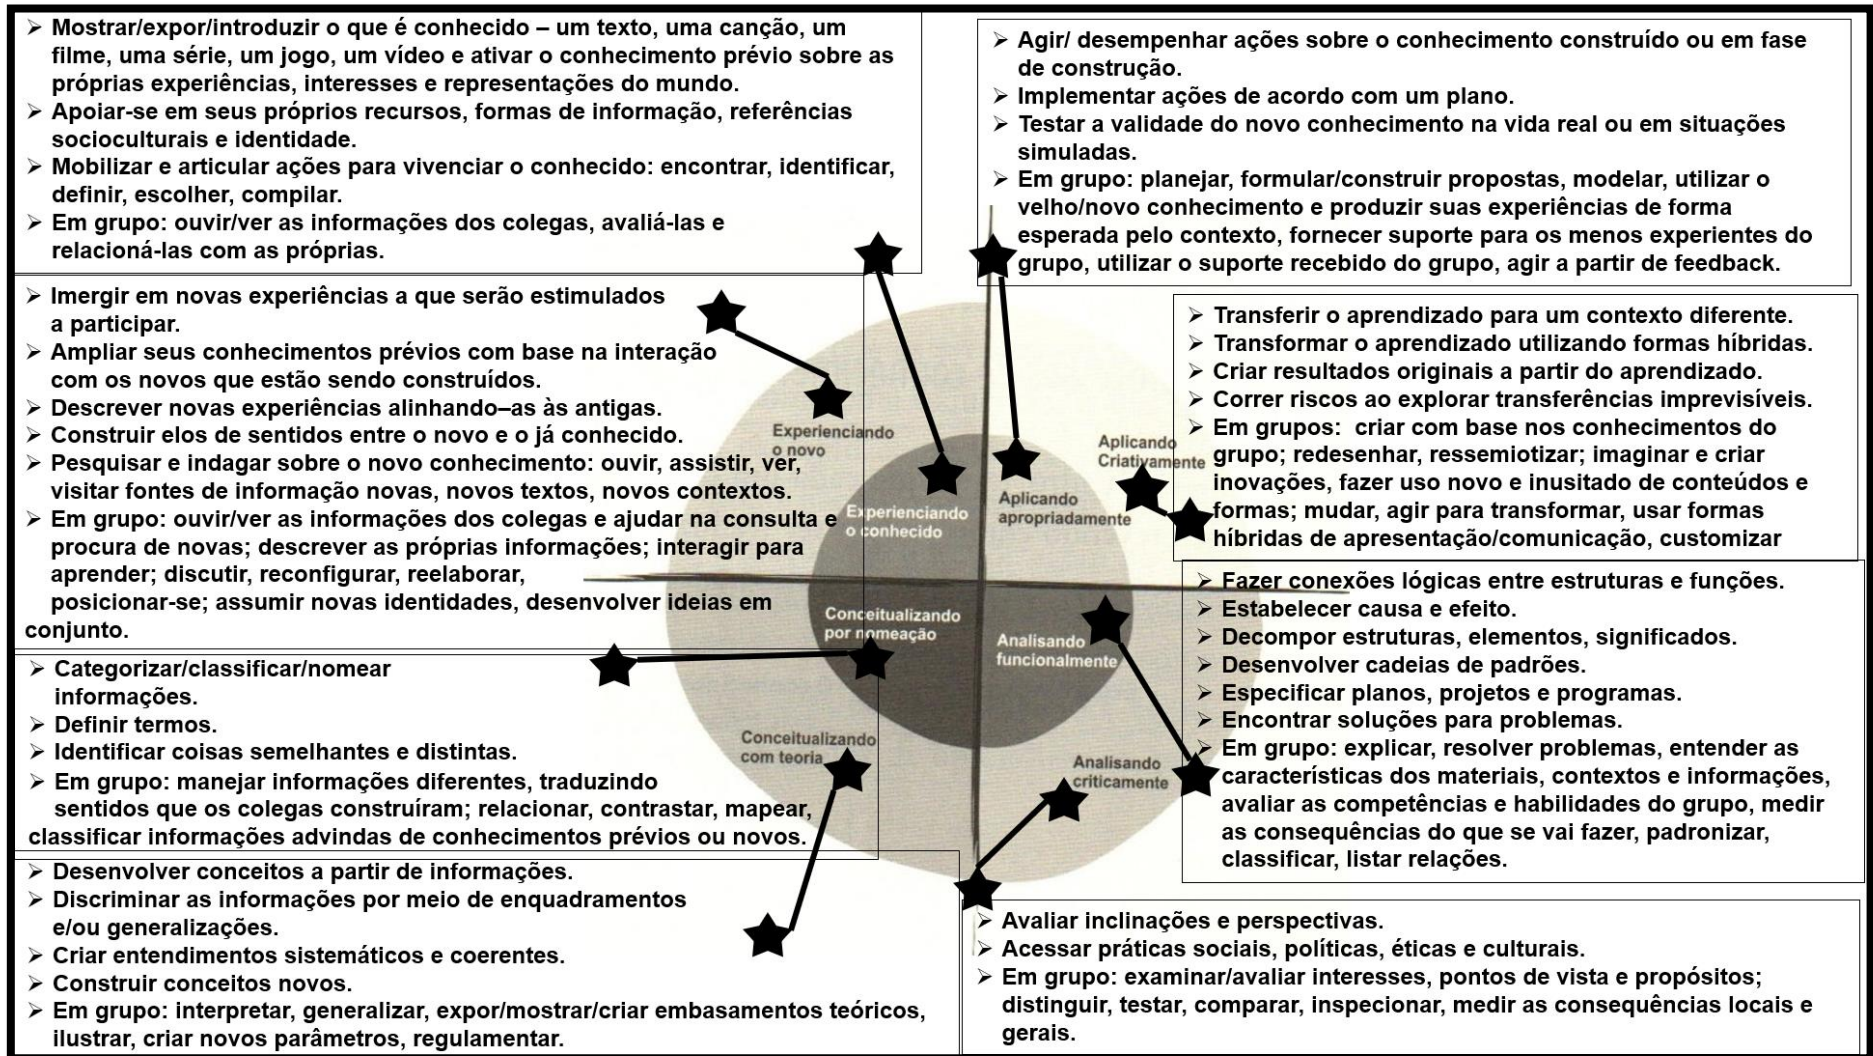 ➢ Mostrar/expor/introduzir o que é conhecido – um texto, uma canção, um
filme, uma série, um jogo, um vídeo e ativar o conhecimento prévio sobre as
próprias experiências, interesses e representações do mundo.
➢ Apoiar-se em seus próprios recursos, formas de informação, referências
socioculturais e identidade.
➢ Mobilizar e articular ações para vivenciar o conhecido: encontrar, identificar,
definir, escolher, compilar.
➢ Em grupo: ouvir/ver as informações dos colegas, avaliá-las e
relacioná-las com as próprias.
➢ Imergir em novas experiências a que serão estimulados
a participar.
➢ Ampliar seus conhecimentos prévios com base na interação
com os novos que estão sendo construídos.
➢ Descrever novas experiências alinhando–as às antigas.
➢ Construir elos de sentidos entre o novo e o já conhecido.
➢ Pesquisar e indagar sobre o novo conhecimento: ouvir, assistir, ver,
visitar fontes de informação novas, novos textos, novos contextos.
➢ Em grupo: ouvir/ver as informações dos colegas e ajudar na consulta e
procura de novas; descrever as próprias informações; interagir para
aprender; discutir, reconfigurar, reelaborar,
posicionar-se; assumir novas identidades, desenvolver ideias em
conjunto.
➢ Categorizar/classificar/nomear
informações.
➢ Definir termos.
➢ Identificar coisas semelhantes e distintas.
➢ Em grupo: manejar informações diferentes, traduzindo
sentidos que os colegas construíram; relacionar, contrastar, mapear,
classificar informações advindas de conhecimentos prévios ou novos.
➢ Desenvolver conceitos a partir de informações.
➢ Discriminar as informações por meio de enquadramentos
e/ou generalizações.
➢ Criar entendimentos sistemáticos e coerentes.
➢ Construir conceitos novos.
➢ Em grupo: interpretar, generalizar, expor/mostrar/criar embasamentos teóricos,
ilustrar, criar novos parâmetros, regulamentar.
Experienciando
o novo
Experienciando
o conhecido
Aplicando
apropriadamente
Aplicando
Criativamente
Conceitualizando
por nomeação
Analisando
funcionalmente
Conceitualizando
com teoria
Analisando
criticamente
➢ Agir/ desempenhar ações sobre o conhecimento construído ou em fase
de construção.
➢ Implementar ações de acordo com um plano.
➢ Testar a validade do novo conhecimento na vida real ou em situações
simuladas.
➢ Em grupo: planejar, formular/construir propostas, modelar, utilizar o
velho/novo conhecimento e produzir suas experiências de forma
esperada pelo contexto, fornecer suporte para os menos experientes do
grupo, utilizar o suporte recebido do grupo, agir a partir de feedback.
➢ Transferir o aprendizado para um contexto diferente.
➢ Transformar o aprendizado utilizando formas híbridas.
➢ Criar resultados originais a partir do aprendizado.
➢ Correr riscos ao explorar transferências imprevisíveis.
➢ Em grupos: criar com base nos conhecimentos do
grupo; redesenhar, ressemiotizar; imaginar e criar
inovações, fazer uso novo e inusitado de conteúdos e
formas; mudar, agir para transformar, usar formas
híbridas de apresentação/comunicação, customizar
➢ Fazer conexões lógicas entre estruturas e funções.
➢ Estabelecer causa e efeito.
➢ Decompor estruturas, elementos, significados.
➢ Desenvolver cadeias de padrões.
➢ Especificar planos, projetos e programas.
➢ Encontrar soluções para problemas.
➢ Em grupo: explicar, resolver problemas, entender as
características dos materiais, contextos e informações,
avaliar as competências e habilidades do grupo, medir
as consequências do que se vai fazer, padronizar,
classificar, listar relações.
➢ Avaliar inclinações e perspectivas.
➢ Acessar práticas sociais, políticas, éticas e culturais.
➢ Em grupo: examinar/avaliar interesses, pontos de vista e propósitos;
distinguir, testar, comparar, inspecionar, medir as consequências locais e
gerais.